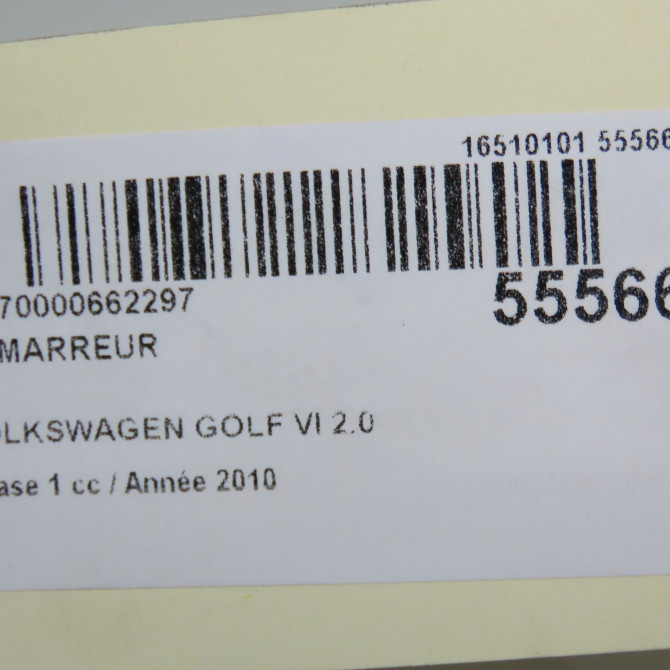 16510101 55566
70000662297
55566
MARREUR
LKSWAGEN GOLF VI 2.0
ase 1 cc / Année 2010